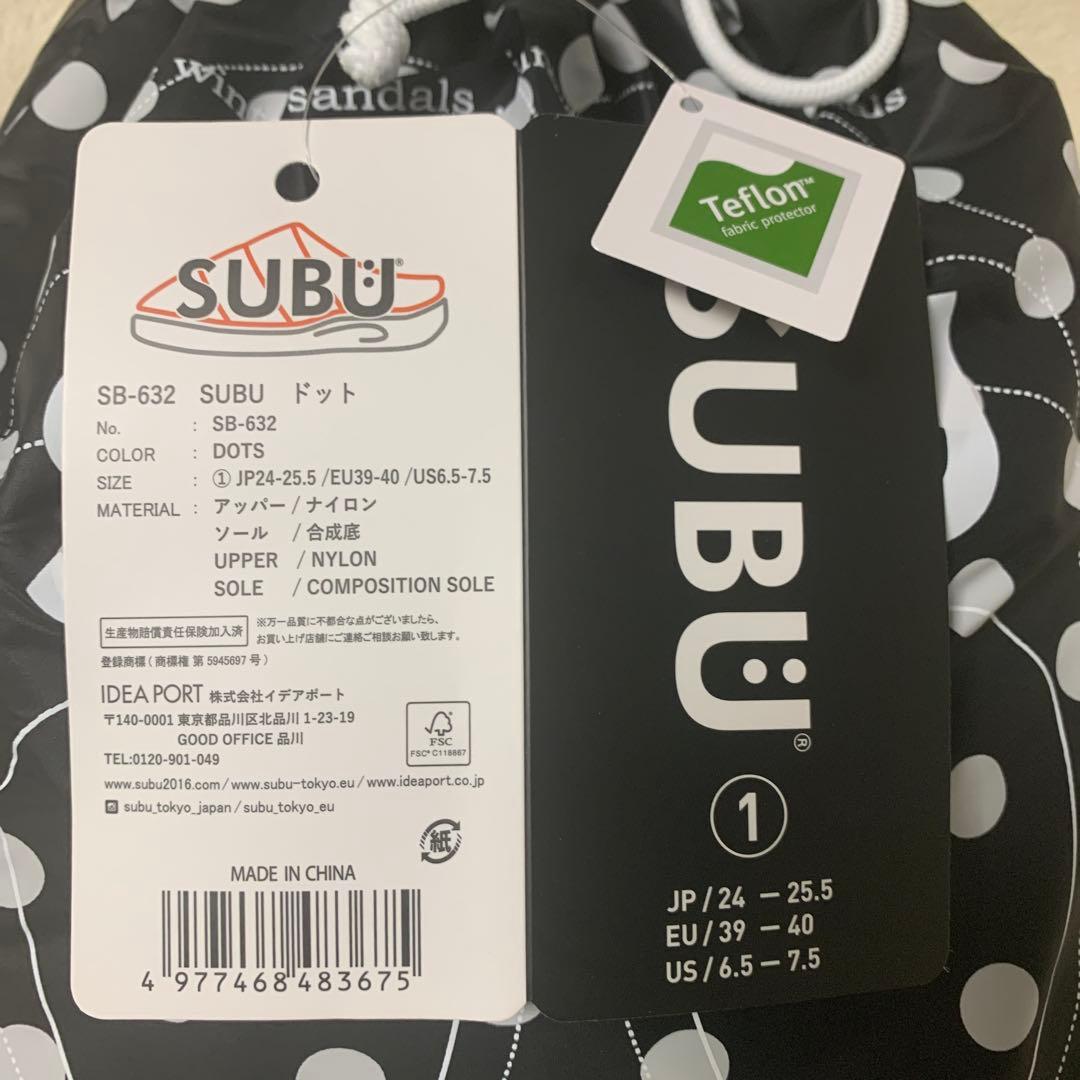 sandals
SUBU®
SB-632 SUBU ドット
No. : SB-632
COLOR : DOTS
SIZE : ① JP24-25.5 /EU39-40 /US6.5-7.5
MATERIAL : アッパー / ナイロン
ソール / 合成底
UPPER / NYLON
SOLE / COMPOSITION SOLE
生産物賠償責任保険加入済
※万一品質に不都合な点がございましたら、
お買い上げ店舗にご連絡ご相談お願い致します。
登録商標 ( 商標権 第 5945697 号 )
IDEA PORT 株式会社イデアポート
〒140-0001 東京都品川区北品川 1-23-19
GOOD OFFICE 品川
TEL:0120-901-049
FSC
FSC® C118867
www.subu2016.com / www.subu-tokyo.eu / www.ideaport.co.jp
subu_tokyo_japan / subu_tokyo_eu
紙
MADE IN CHINA
4 977468 483675
Teflon™
fabric protector
SUBU®
1
JP / 24 — 25.5
EU / 39 — 40
US / 6.5 — 7.5